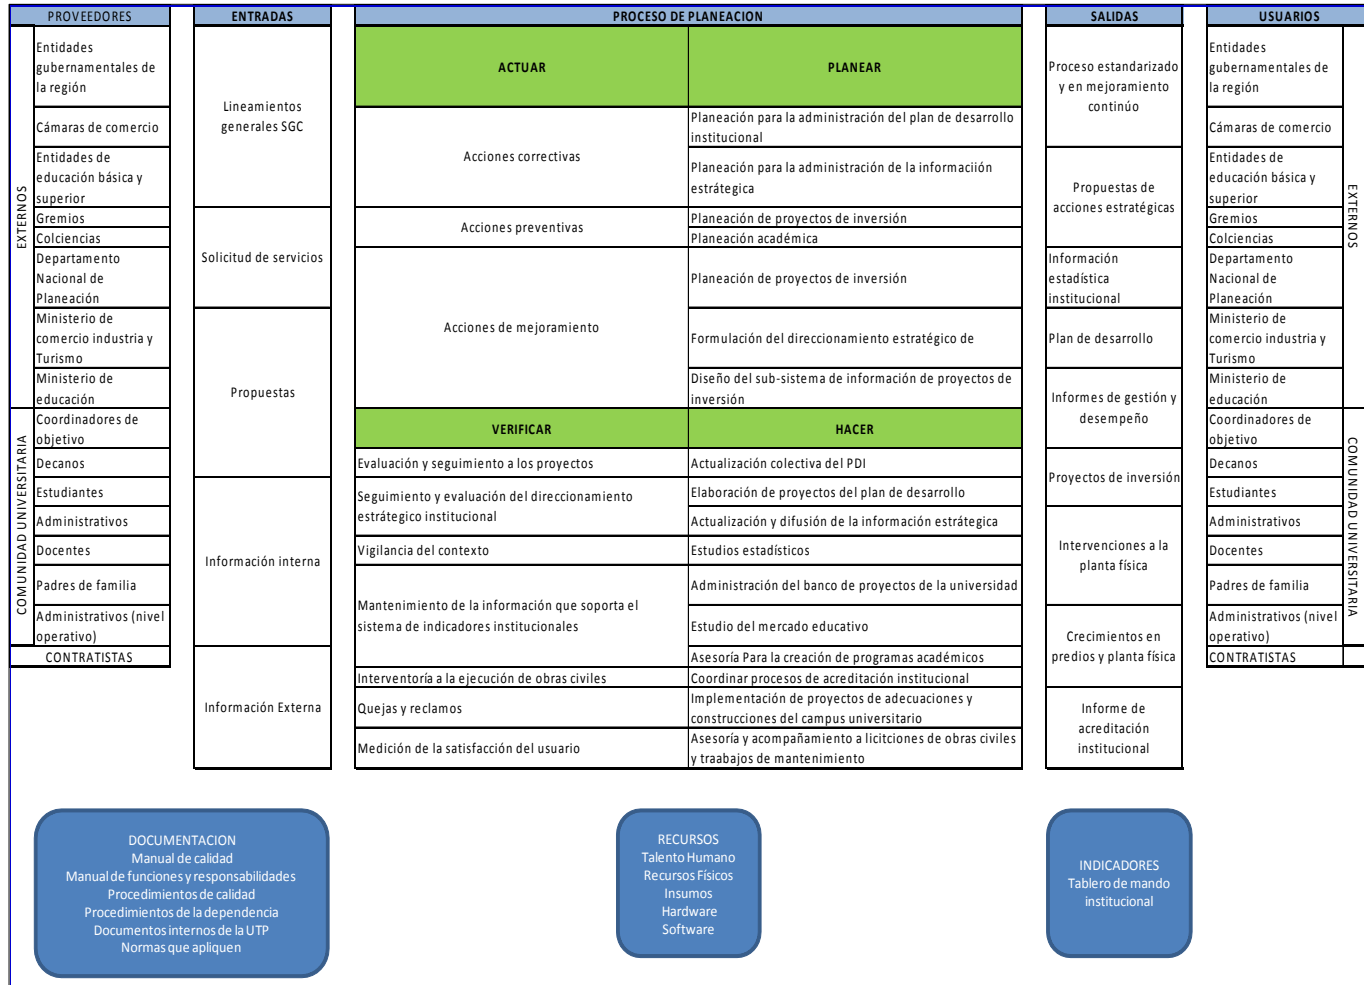 PROVEEDORES
EXTERNOS
Entidades
gubernamentales de
la región
Cámaras de comercio
Entidades de
educación básica y
superior
Gremios
Colciencias
Departamento
Nacional de
Planeación
Ministerio de
comercio industria y
Turismo
Ministerio de
educación
COMUNIDAD UNIVERSITARIA
Coordinadores de
objetivo
Decanos
Estudiantes
Administrativos
Docentes
Padres de familia
Administrativos (nivel
operativo)
CONTRATISTAS
ENTRADAS
Lineamientos
generales SGC
Solicitud de servicios
Propuestas
Información interna
Información Externa
PROCESO DE PLANEACION
ACTUAR
Acciones correctivas
Acciones preventivas
Acciones de mejoramiento
PLANEAR
Planeación para la administración del plan de desarrollo
institucional
Planeación para la administración de la informaciión
estrátegica
Planeación de proyectos de inversión
Planeación académica
Planeación de proyectos de inversión
Formulación del direccionamiento estratégico de
Diseño del sub-sistema de información de proyectos de
inversión
VERIFICAR
Evaluación y seguimiento a los proyectos
Seguimiento y evaluación del direccionamiento
estrátegico institucional
Vigilancia del contexto
Mantenimiento de la información que soporta el
sistema de indicadores institucionales
Interventoría a la ejecución de obras civiles
Quejas y reclamos
Medición de la satisfacción del usuario
HACER
Actualización colectiva del PDI
Elaboración de proyectos del plan de desarrollo
Actualización y difusión de la información estrátegica
Estudios estadísticos
Administración del banco de proyectos de la universidad
Estudio del mercado educativo
Asesoría Para la creación de programas académicos
Coordinar procesos de acreditación institucional
Implementación de proyectos de adecuaciones y
construcciones del campus universitario
Asesoría y acompañamiento a licitciones de obras civiles
y traabajos de mantenimiento
SALIDAS
Proceso estandarizado
y en mejoramiento
continúo
Propuestas de
acciones estratégicas
Información
estadística
institucional
Plan de desarrollo
Informes de gestión y
desempeño
Proyectos de inversión
Intervenciones a la
planta física
Crecimientos en
predios y planta física
Informe de
acreditación
institucional
USUARIOS
Entidades
gubernamentales de
la región
Cámaras de comercio
Entidades de
educación básica y
superior
Gremios
Colciencias
Departamento
Nacional de
Planeación
Ministerio de
comercio industria y
Turismo
Ministerio de
educación
EXTERNOS
Coordinadores de
objetivo
Decanos
Estudiantes
Administrativos
Docentes
Padres de familia
Administrativos (nivel
operativo)
COMUNIDAD UNIVERSITARIA
CONTRATISTAS
DOCUMENTACION
Manual de calidad
Manual de funciones y responsabilidades
Procedimientos de calidad
Procedimientos de la dependencia
Documentos internos de la UTP
Normas que apliquen
RECURSOS
Talento Humano
Recursos Físicos
Insumos
Hardware
Software
INDICADORES
Tablero de mando
institucional